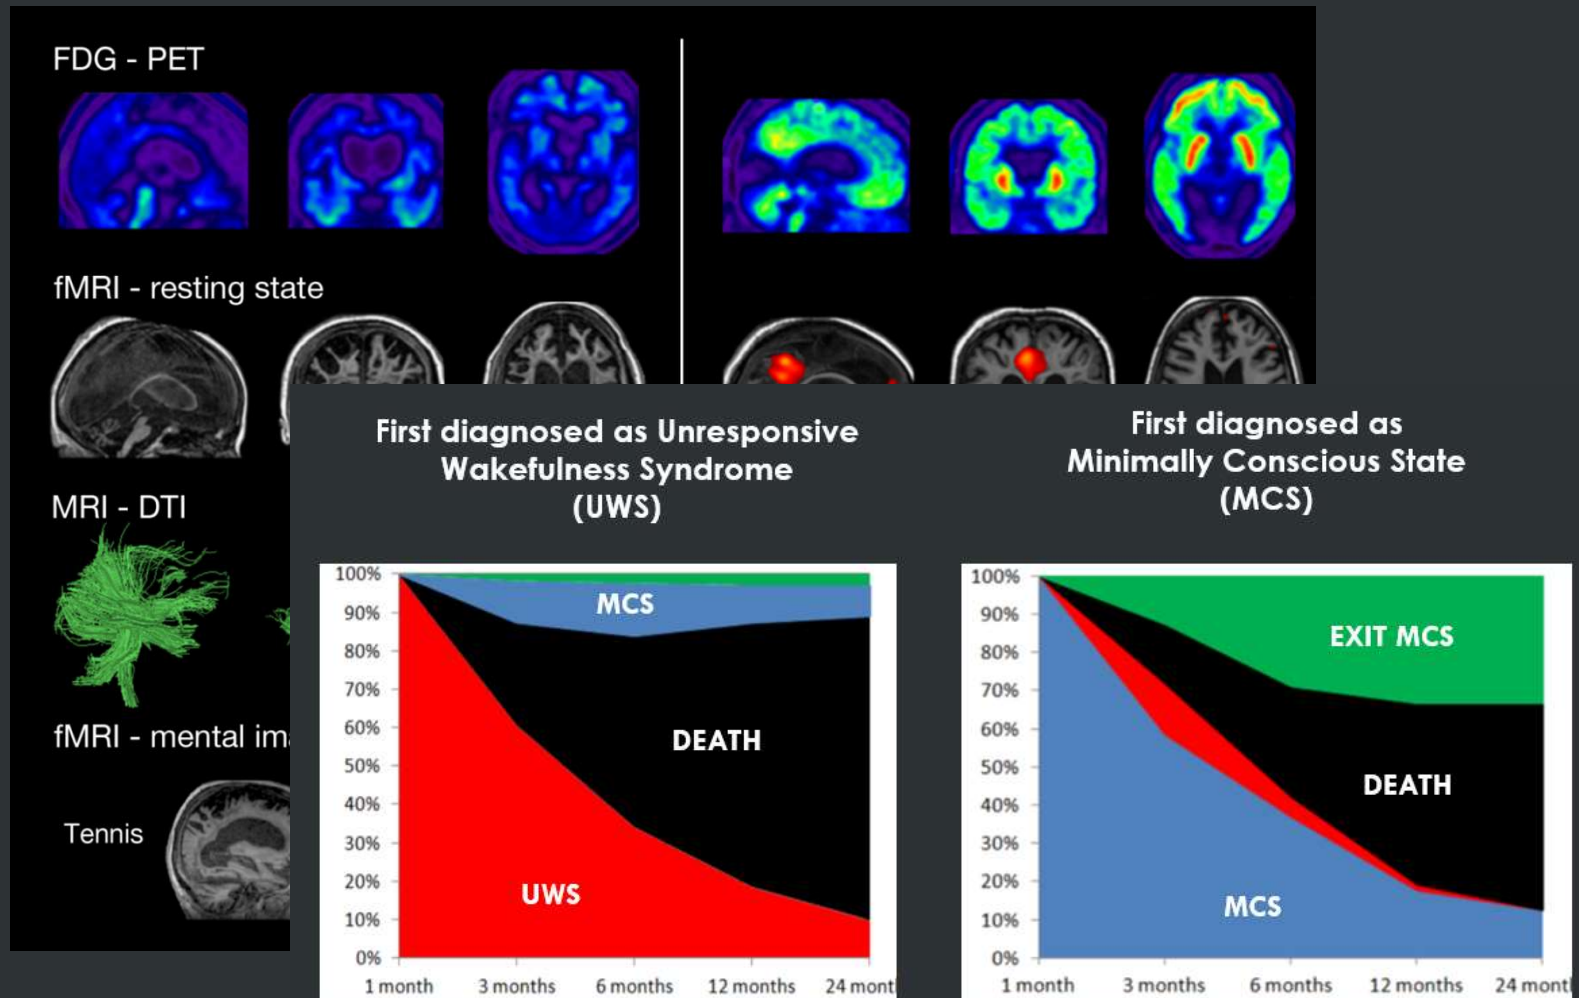 FDG - PET
fMRI - resting state
MRI - DTI
fMRI - mental
Tennis
First diagnosed as Unresponsive
Wakefulness Syndrome
(UWS)
100%
90%
80%
70%
60%
50%
40%
30%
20%
10%
0%
MCS
DEATH
UWS
1 month
3 months
6 months
12 months
24 mont
First diagnosed as
Minimally Conscious State
(MCS)
100%
90%
80%
70%
60%
50%
40%
30%
20%
10%
0%
EXIT MCS
DEATH
MCS
1 month
3 months
6 months
12 months
24 mont